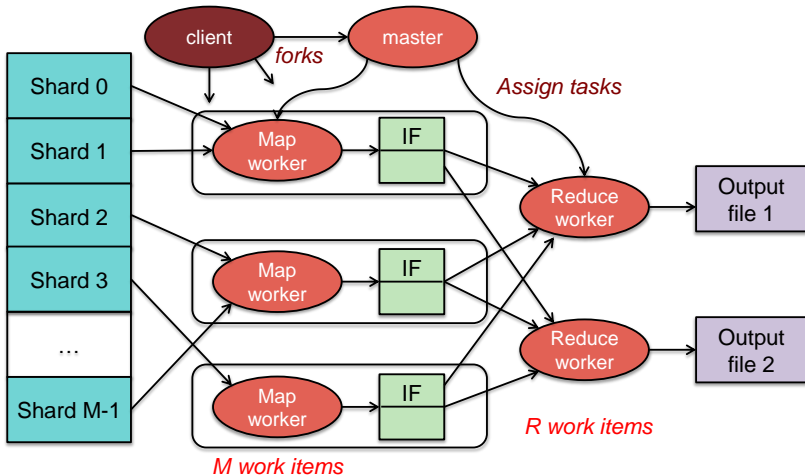 client
master
forks
Shard 0
Assign tasks
Shard 1
Map
worker
IF
Shard 2
Reduce
worker
Output
file 1
Shard 3
Map
worker
IF
…
Reduce
worker
Output
file 2
Shard M-1
Map
worker
IF
R work items
M work items